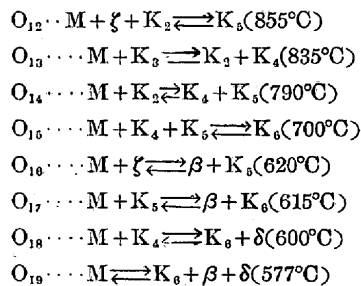 O₁₂‥M+ζ+K₂⇄K₅(855℃)
O₁₃‥‥M+K₃⇄K₂+K₄(835℃)
O₁₄‥‥M+K₂⇄K₄+K₅(790℃)
O₁₅‥‥M+K₄+K₅⇄K₆(700℃)
O₁₆‥‥M+ζ⇄β+K₅(620℃)
O₁₇‥‥M+K₅⇄β+K₆(615℃)
O₁₈‥‥M+K₄⇄K₆+δ(600℃)
O₁₉‥‥M⇄K₆+β+δ(577℃)